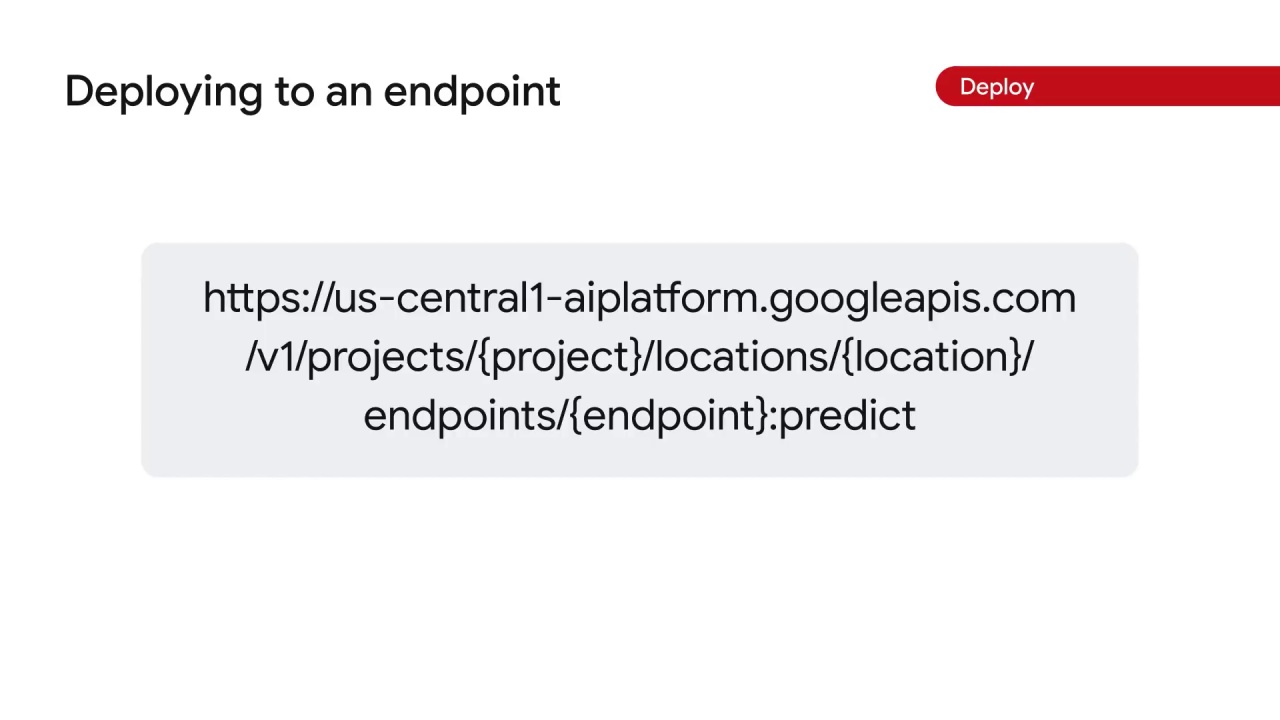 Deploying to an endpoint
Deploy
https://us-central1-aiplatform.googleapis.com
/v1/projects/{project}/locations/{location}/
endpoints/{endpoint}:predict